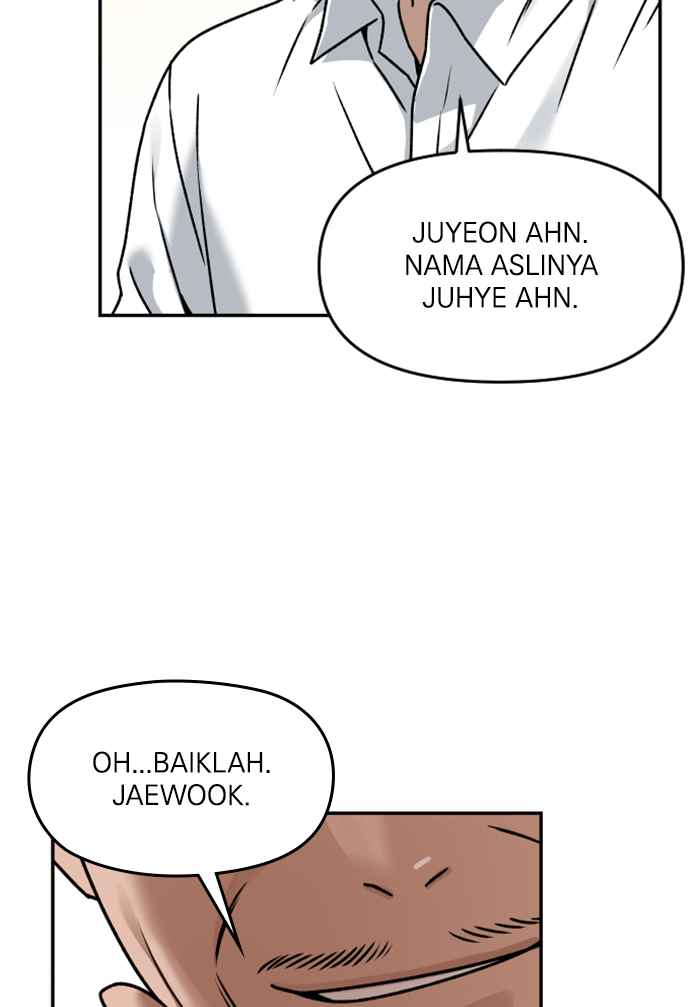 JUYEON AHN.
NAMA ASLINYA
JUHYE AHN.
OH...BAIKLAH.
JAEWOOK.